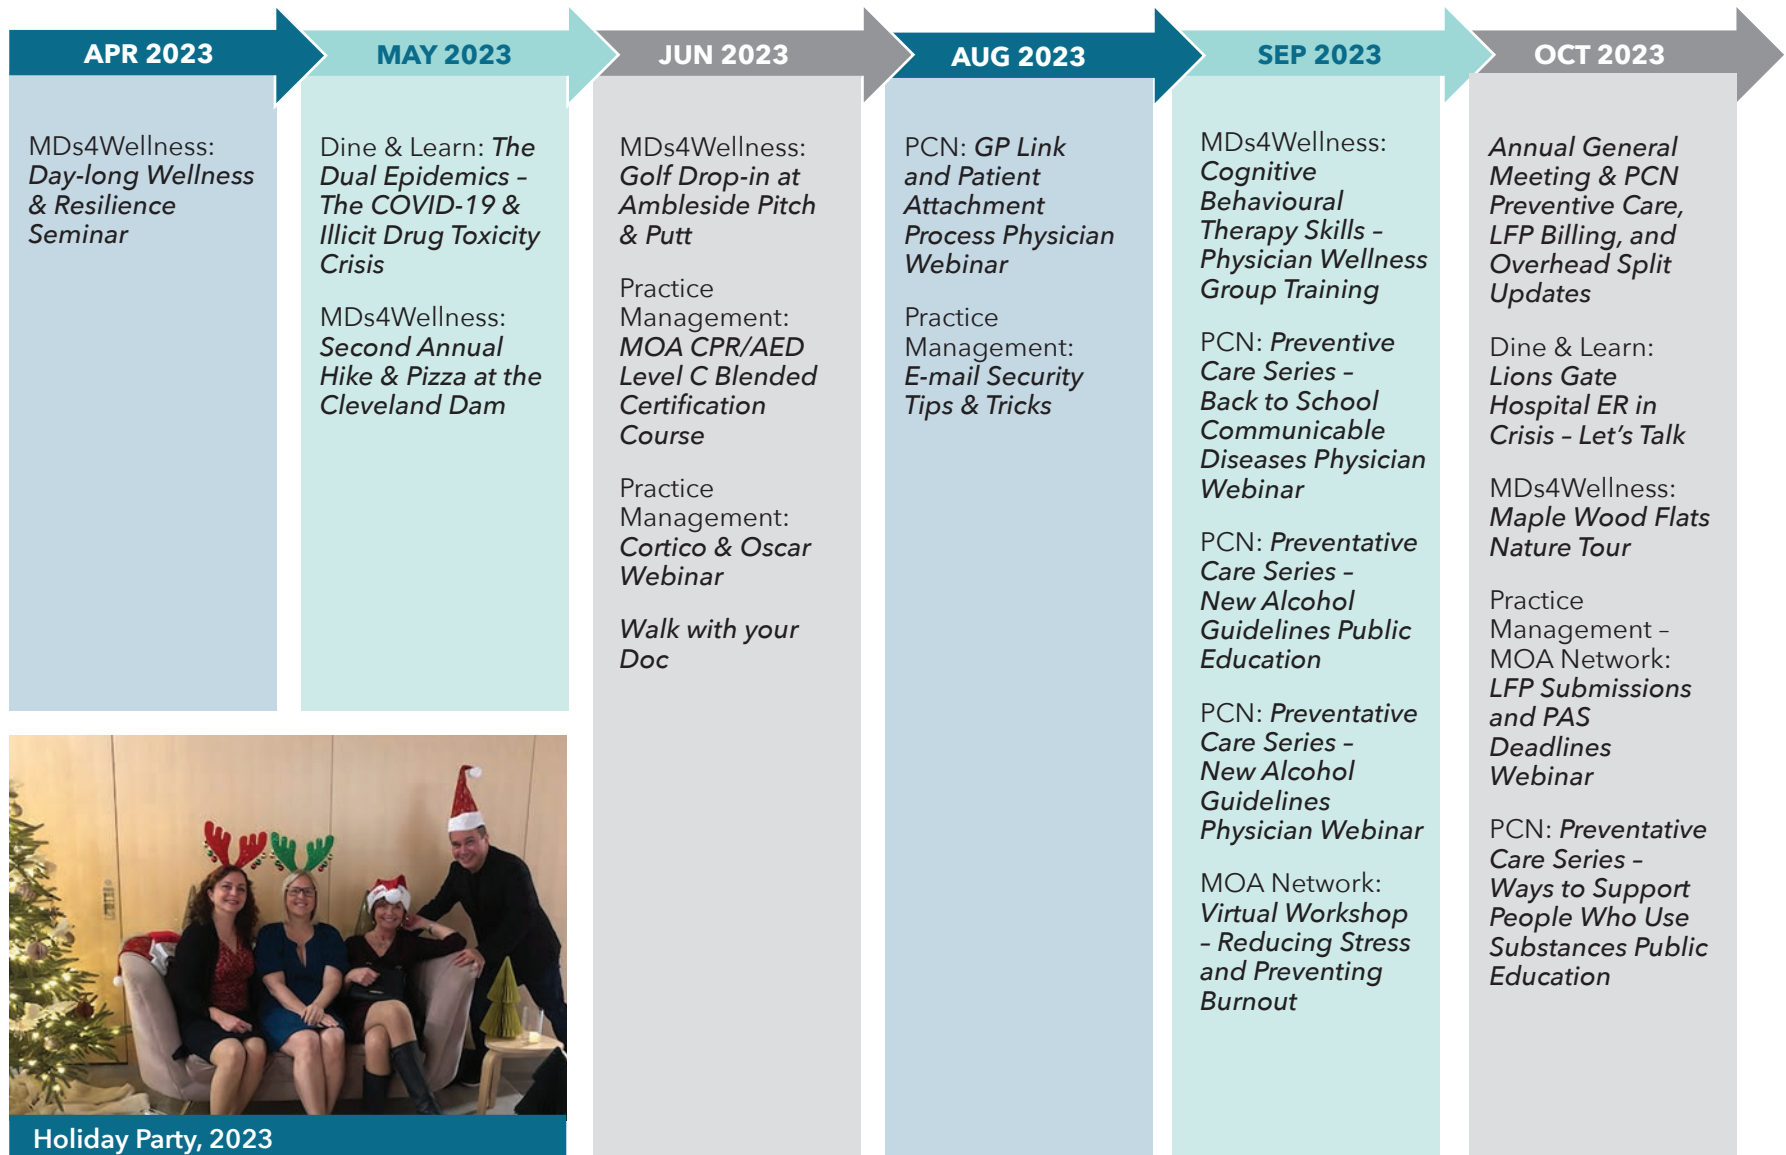 APR 2023
MDs4Wellness:
Day-long Wellness
& Resilience
Seminar
MAY 2023
Dine & Learn: The
Dual Epidemics –
The COVID-19 &
Illicit Drug Toxicity
Crisis
MDs4Wellness:
Second Annual
Hike & Pizza at the
Cleveland Dam
JUN 2023
MDs4Wellness:
Golf Drop-in at
Ambleside Pitch
& Putt
Practice
Management:
MOA CPR/AED
Level C Blended
Certification
Course
Practice
Management:
Cortico & Oscar
Webinar
Walk with your
Doc
AUG 2023
PCN: GP Link
and Patient
Attachment
Process Physician
Webinar
Practice
Management:
E-mail Security
Tips & Tricks
SEP 2023
MDs4Wellness:
Cognitive
Behavioural
Therapy Skills –
Physician Wellness
Group Training
PCN: Preventive
Care Series –
Back to School
Communicable
Diseases Physician
Webinar
PCN: Preventative
Care Series –
New Alcohol
Guidelines Public
Education
PCN: Preventative
Care Series –
New Alcohol
Guidelines
Physician Webinar
MOA Network:
Virtual Workshop
– Reducing Stress
and Preventing
Burnout
OCT 2023
Annual General
Meeting & PCN
Preventive Care,
LFP Billing, and
Overhead Split
Updates
Dine & Learn:
Lions Gate
Hospital ER in
Crisis – Let's Talk
MDs4Wellness:
Maple Wood Flats
Nature Tour
Practice
Management –
MOA Network:
LFP Submissions
and PAS
Deadlines
Webinar
PCN: Preventative
Care Series –
Ways to Support
People Who Use
Substances Public
Education
Holiday Party, 2023